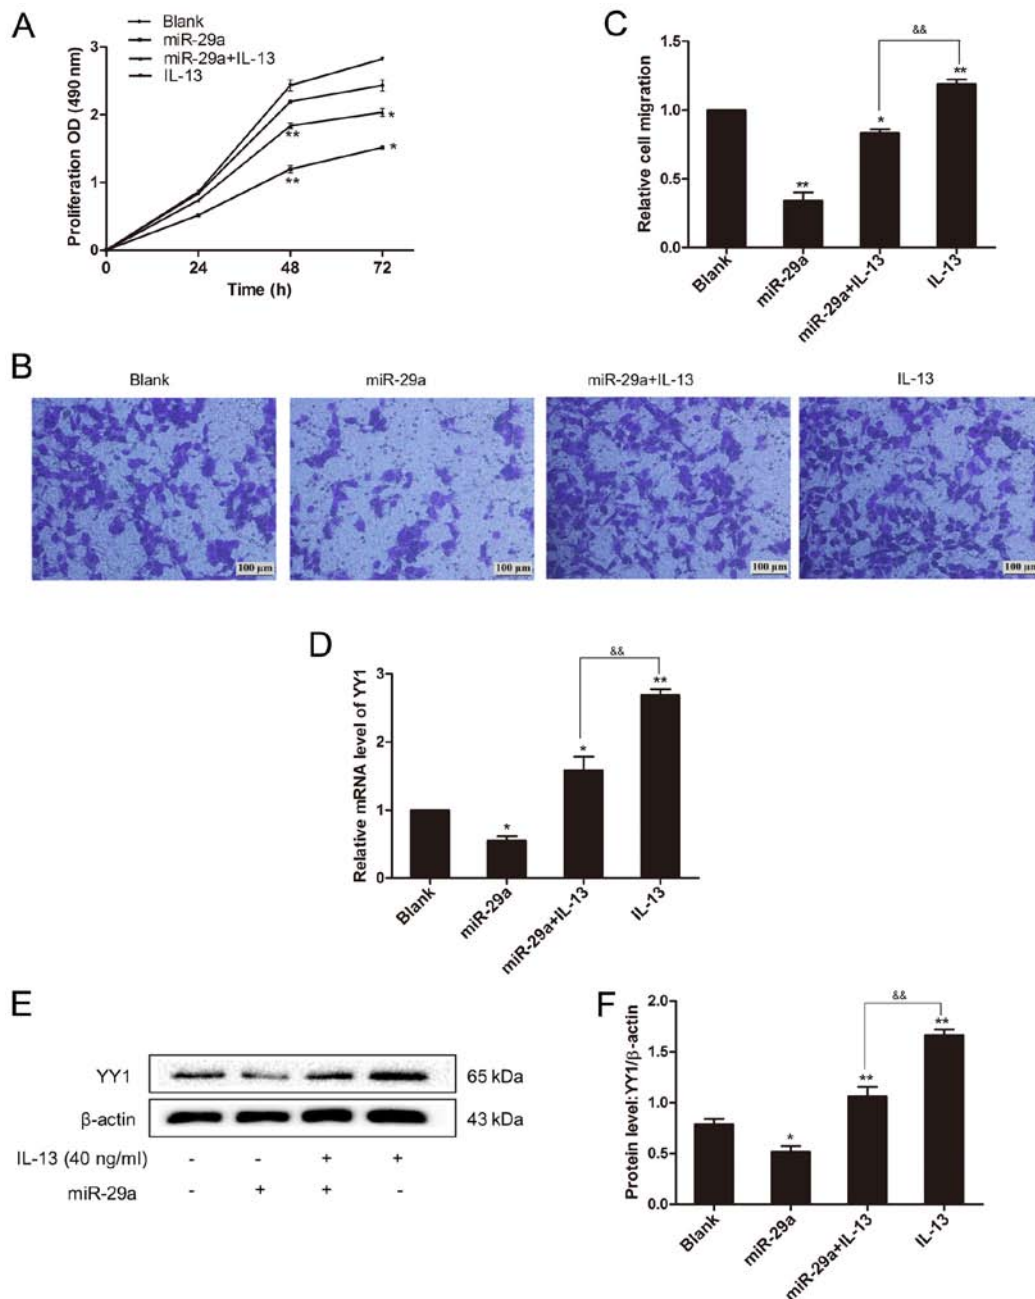 A
Blank
miR-29a
miR-29a+IL-13
IL-13
Proliferation OD (490 nm)
3
2
1
0
**
**
*
*
0 24 48 72
Time (h)
C
&&
Relative cell migration
1.5
1.0
0.5
0.0
**
*
**
Blank
miR-29a
miR-29a+IL-13
IL-13
B
Blank miR-29a miR-29a+IL-13 IL-13
100 μm 100 μm 100 μm 100 μm
D
&&
Relative mRNA level of YY1
3
2
1
0
*
*
**
Blank
miR-29a
miR-29a+IL-13
IL-13
E
YY1 65 kDa
β-actin 43 kDa
IL-13 (40 ng/ml) - - + +
miR-29a - + + -
F
&&
Protein level: YY1/β-actin
2.0
1.5
1.0
0.5
0.0
*
**
**
Blank
miR-29a
miR-29a+IL-13
IL-13